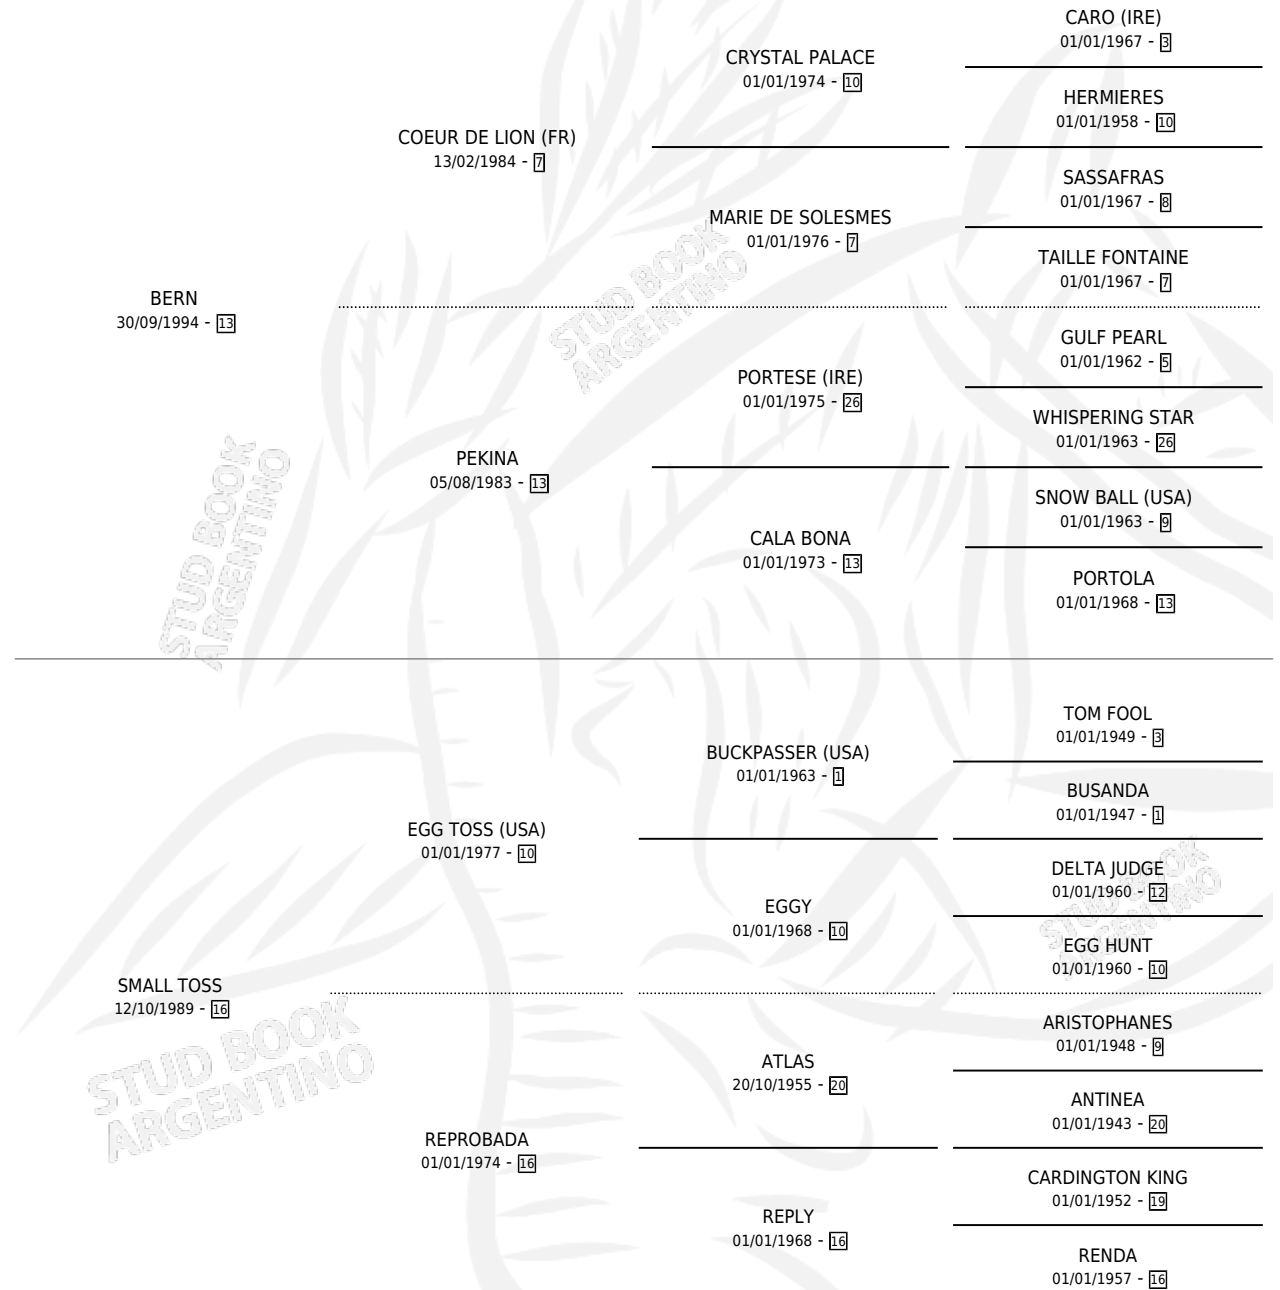 CARO (IRE)
01/01/1967 - 3
CRYSTAL PALACE
01/01/1974 - 10
HERMIERES
01/01/1958 - 10
COEUR DE LION (FR)
13/02/1984 - 7
SASSAFRAS
01/01/1967 - 8
MARIE DE SOLESMES
01/01/1976 - 7
TAILLE FONTAINE
01/01/1967 - 7
BERN
30/09/1994 - 13
STUD BOOK
ARGENTINO
GULF PEARL
01/01/1962 - 5
PORTESE (IRE)
01/01/1975 - 26
WHISPERING STAR
01/01/1963 - 26
PEKINA
05/08/1983 - 13
SNOW BALL (USA)
01/01/1963 - 9
CALA BONA
01/01/1973 - 13
PORTOLA
01/01/1968 - 13
STUD BOOK
ARGENTINO
TOM FOOL
01/01/1949 - 3
BUCKPASSER (USA)
01/01/1963 - 1
BUSANDA
01/01/1947 - 1
EGG TOSS (USA)
01/01/1977 - 10
DELTA JUDGE
01/01/1960 - 12
EGGY
01/01/1968 - 10
STUD BOOK
ARGENTINO
EGG HUNT
01/01/1960 - 10
SMALL TOSS
12/10/1989 - 16
STUD BOOK
ARGENTINO
ARISTOPHANES
01/01/1948 - 9
ATLAS
20/10/1955 - 20
ANTINEA
01/01/1943 - 20
REPROBADA
01/01/1974 - 16
CARDINGTON KING
01/01/1952 - 19
REPLY
01/01/1968 - 16
RENDA
01/01/1957 - 16